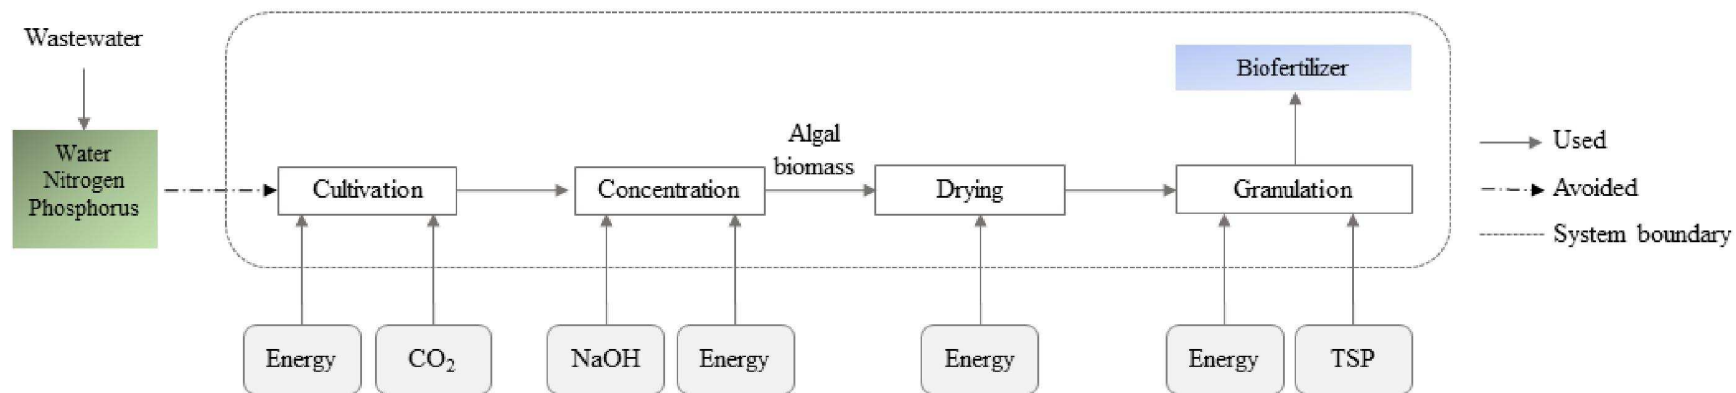 Wastewater
Water
Nitrogen
Phosphorus
Biofertilizer
Algal
biomass
Cultivation
Concentration
Drying
Granulation
Energy
CO₂
NaOH
Energy
Energy
Energy
TSP
Used
Avoided
System boundary